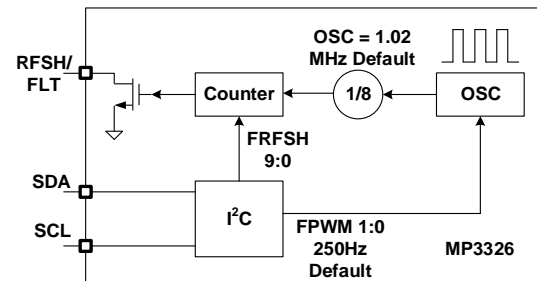 RFSH/
FLT
OSC = 1.02
MHz Default
Counter
1/8
OSC
FRFSH
9:0
SDA
SCL
I²C
FPWM 1:0
250Hz
Default
MP3326